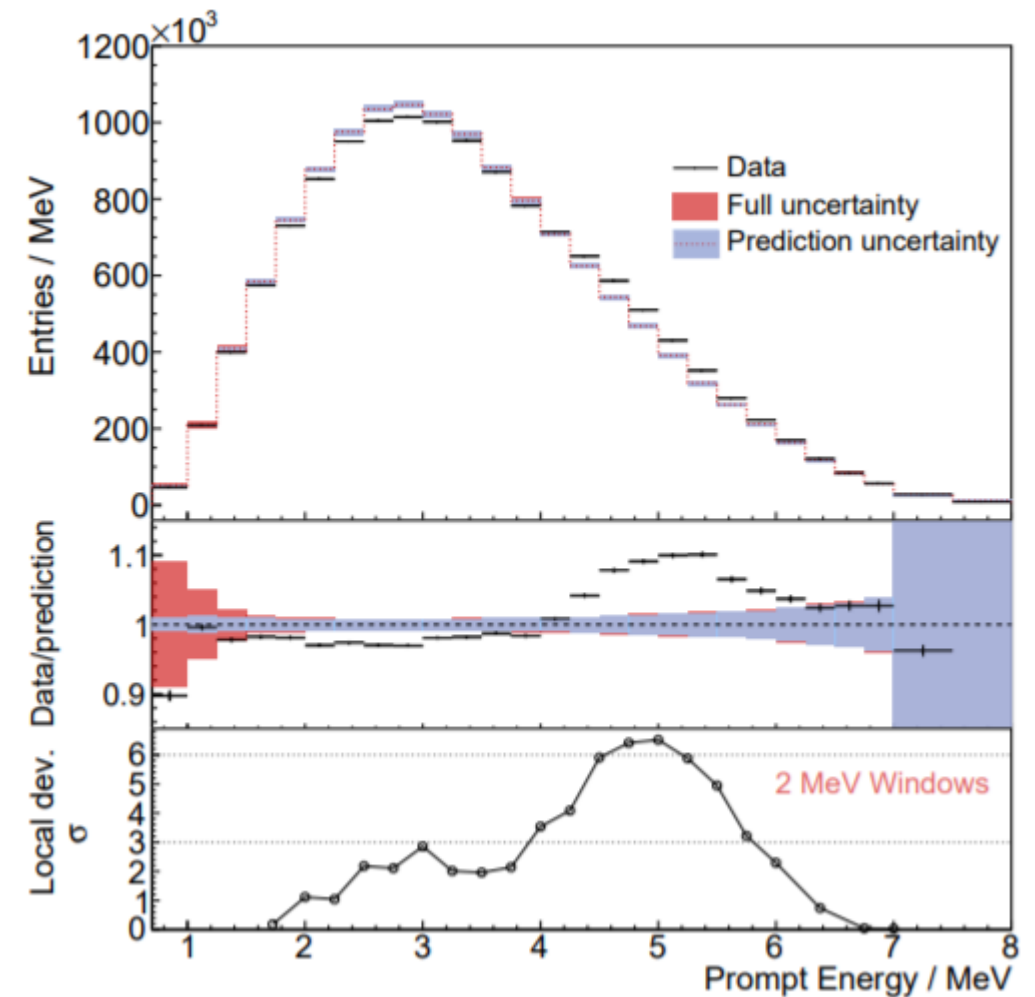 ×10³
1200
1000
800
600
400
200
0
Entries / MeV
Data
Full uncertainty
Prediction uncertainty
1.1
1
0.9
Data/prediction
6
5
4
3
2
1
0
Local dev.
σ
2 MeV Windows
1 2 3 4 5 6 7 8
Prompt Energy / MeV